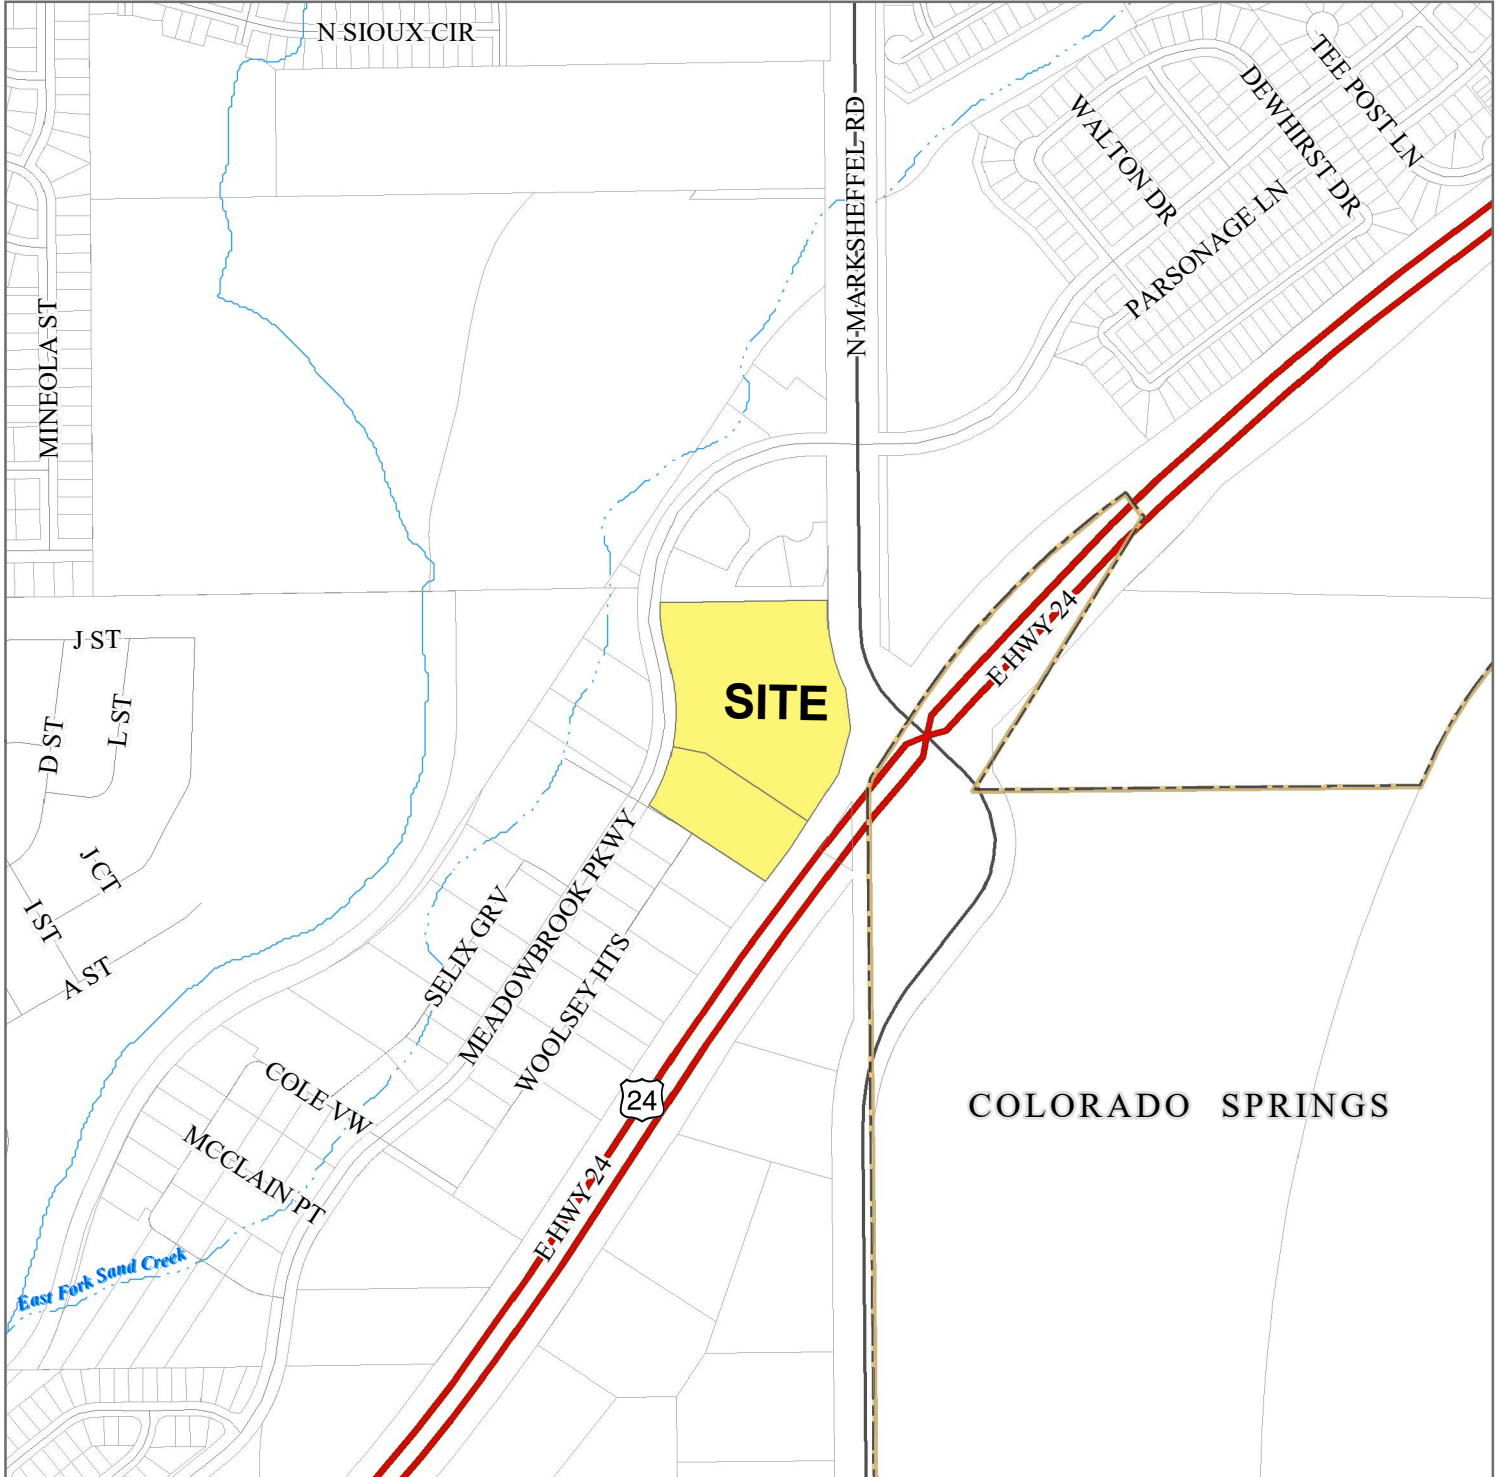 N SIOUX CIR
TEE POST LN
DEWHIRST DR
WALTON DR
N MARKSHEFFEL RD
PARSONAGE LN
MINEOLA ST
E HWY 24
J ST
SITE
L ST
D ST
MEADOWBROOK PKWY
J CT
I ST
SELIX GRV
A ST
WOOLSEY HTS
COLE VW
24
COLORADO SPRINGS
MCCLAIN PT
E HWY 24
East Fork Sand Creek